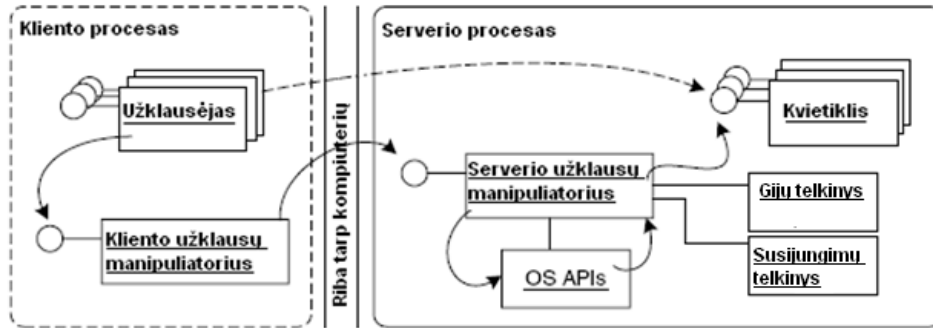 Kliento procesas
Užklausėjas
Kliento užklausų
manipuliatorius
Riba tarp kompiuterių
Serverio procesas
Kvietiklis
Serverio užklausų
manipuliatorius
Gijų telkinys
Susijungimų
telkinys
OS APIs